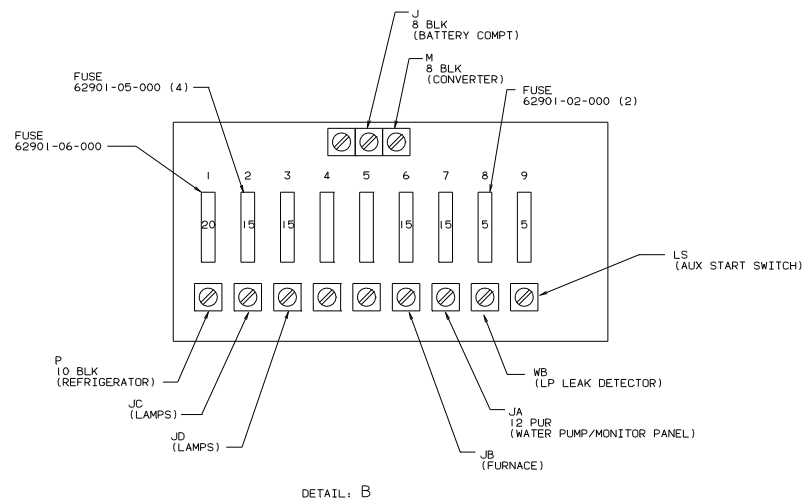 J
8 BLK
(BATTERY COMPT)
M
8 BLK
(CONVERTER)
FUSE
62901-05-000 (4)
FUSE
62901-02-000 (2)
FUSE
62901-06-000
1 2 3 4 5 6 7 8 9
20 15 15 15 15 5 5
LS
(AUX START SWITCH)
P
10 BLK
(REFRIGERATOR)
WB
(LP LEAK DETECTOR)
JC
(LAMPS)
JA
12 PUR
(WATER PUMP/MONITOR PANEL)
JD
(LAMPS)
JB
(FURNACE)
DETAIL: B